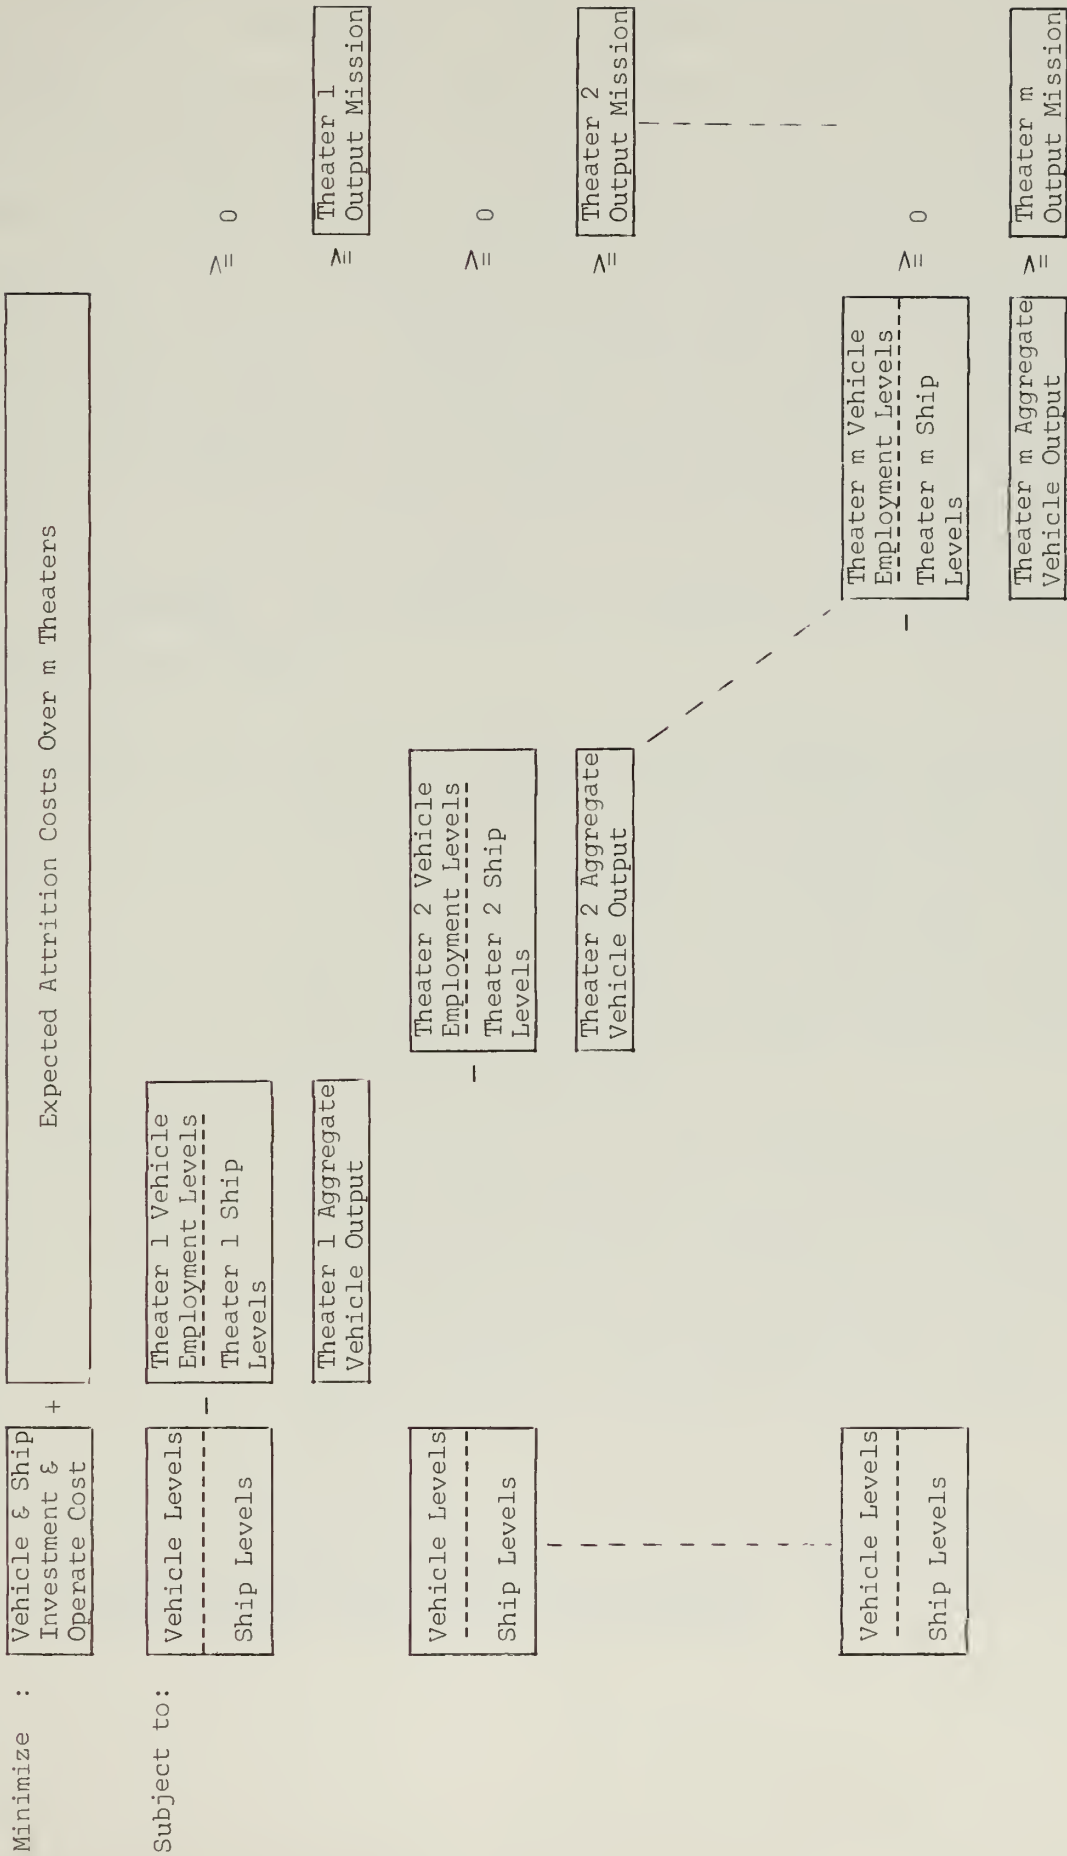 Minimize :
Vehicle & Ship
Investment &
Operate Cost
+
Expected Attrition Costs Over m Theaters
Subject to:
Vehicle Levels
Ship Levels
-
Theater 1 Vehicle
Employment Levels
Theater 1 Ship
Levels
≥ 0
Theater 1 Aggregate
Vehicle Output
≥
Theater 1
Output Mission
Vehicle Levels
Ship Levels
-
Theater 2 Vehicle
Employment Levels
Theater 2 Ship
Levels
≥ 0
Theater 2 Aggregate
Vehicle Output
≥
Theater 2
Output Mission
Vehicle Levels
Ship Levels
-
Theater m Vehicle
Employment Levels
Theater m Ship
Levels
≥ 0
Theater m Aggregate
Vehicle Output
≥
Theater m
Output Mission